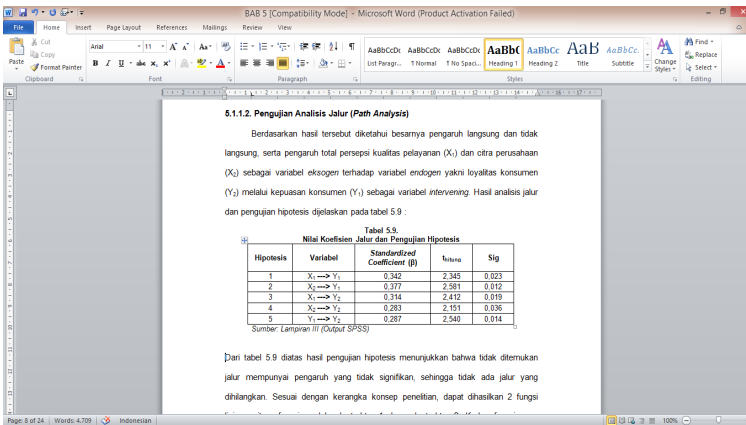 BAB 5 [Compatibility Mode] - Microsoft Word (Product Activation Failed)
File Home Insert Page Layout References Mailings Review View
Cut
Copy
Format Painter
Paste
Clipboard
Arial 11
Font
Paragraph
AaBbCcDc AaBbCcDc AaBbCcDc AaBbC AaBbCc AaB AaBbCc.
List Paragr... ¶ Normal ¶ No Spaci... Heading 1 Heading 2 Title Subtitle
Styles
Change Styles
Find
Replace
Select
Editing
5.1.1.2. Pengujian Analisis Jalur (Path Analysis)
Berdasarkan hasil tersebut diketahui besarnya pengaruh langsung dan tidak
langsung, serta pengaruh total persepsi kualitas pelayanan (X₁) dan citra perusahaan
(X₂) sebagai variabel eksogen terhadap variabel endogen yakni loyalitas konsumen
(Y₂) melalui kepuasan konsumen (Y₁) sebagai variabel intervening. Hasil analisis jalur
dan pengujian hipotesis dijelaskan pada tabel 5.9 :
Tabel 5.9.
Nilai Koefisien Jalur dan Pengujian Hipotesis
Hipotesis Variabel Standardized Coefficient (β) t hitung Sig
1 X₁ ---> Y₁ 0,342 2,345 0,023
2 X₂ ---> Y₁ 0,377 2,581 0,012
3 X₁ ---> Y₂ 0,314 2,412 0,019
4 X₂ ---> Y₂ 0,283 2,151 0,036
5 Y₁ ---> Y₂ 0,287 2,540 0,014
Sumber: Lampiran III (Output SPSS)
Dari tabel 5.9 diatas hasil pengujian hipotesis menunjukkan bahwa tidak ditemukan
jalur mempunyai pengaruh yang tidak signifikan, sehingga tidak ada jalur yang
dihilangkan. Sesuai dengan kerangka konsep penelitian, dapat dihasilkan 2 fungsi
Page: 8 of 24 Words: 4.709 Indonesian 100%